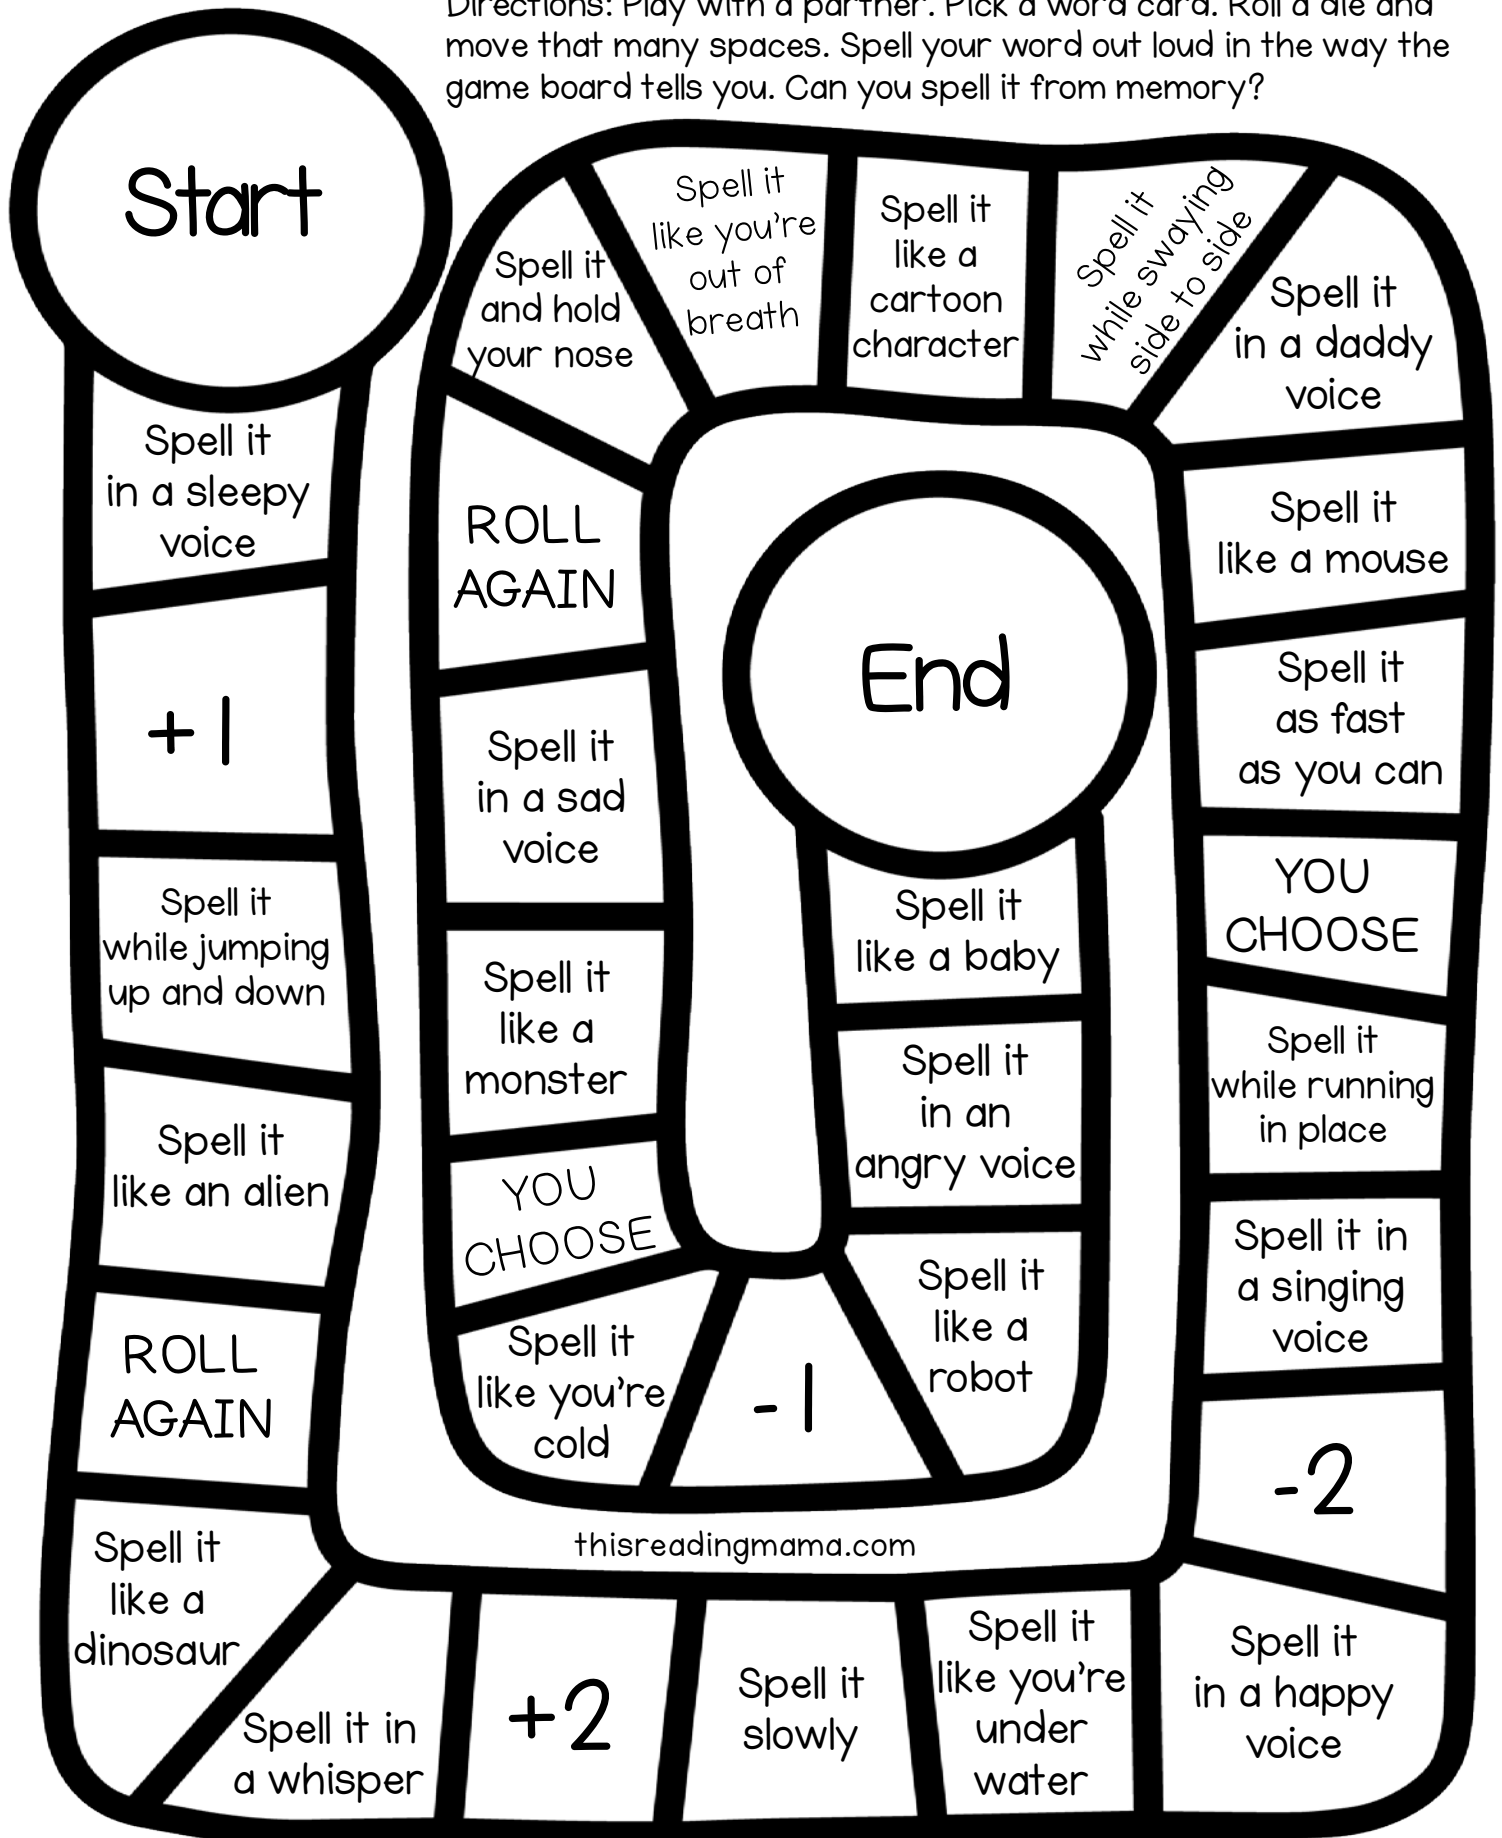 Directions: Play with a partner. Pick a word card. Roll a die and
move that many spaces. Spell your word out loud in the way the
game board tells you. Can you spell it from memory?
Start
Spell it
in a sleepy
voice
+1
Spell it
while jumping
up and down
Spell it
like an alien
ROLL
AGAIN
Spell it
like a
dinosaur
Spell it in
a whisper
+2
Spell it
slowly
Spell it
like you're
under
water
Spell it
in a happy
voice
-2
Spell it in
a singing
voice
Spell it
while running
in place
YOU
CHOOSE
Spell it
as fast
as you can
Spell it
like a mouse
Spell it
in a daddy
voice
Spell it
while swaying
side to side
Spell it
like a
cartoon
character
Spell it
like you're
out of
breath
Spell it
and hold
your nose
ROLL
AGAIN
Spell it
in a sad
voice
Spell it
like a
monster
YOU
CHOOSE
Spell it
like you're
cold
-1
Spell it
like a
robot
Spell it
in an
angry voice
Spell it
like a baby
End
thisreadingmama.com